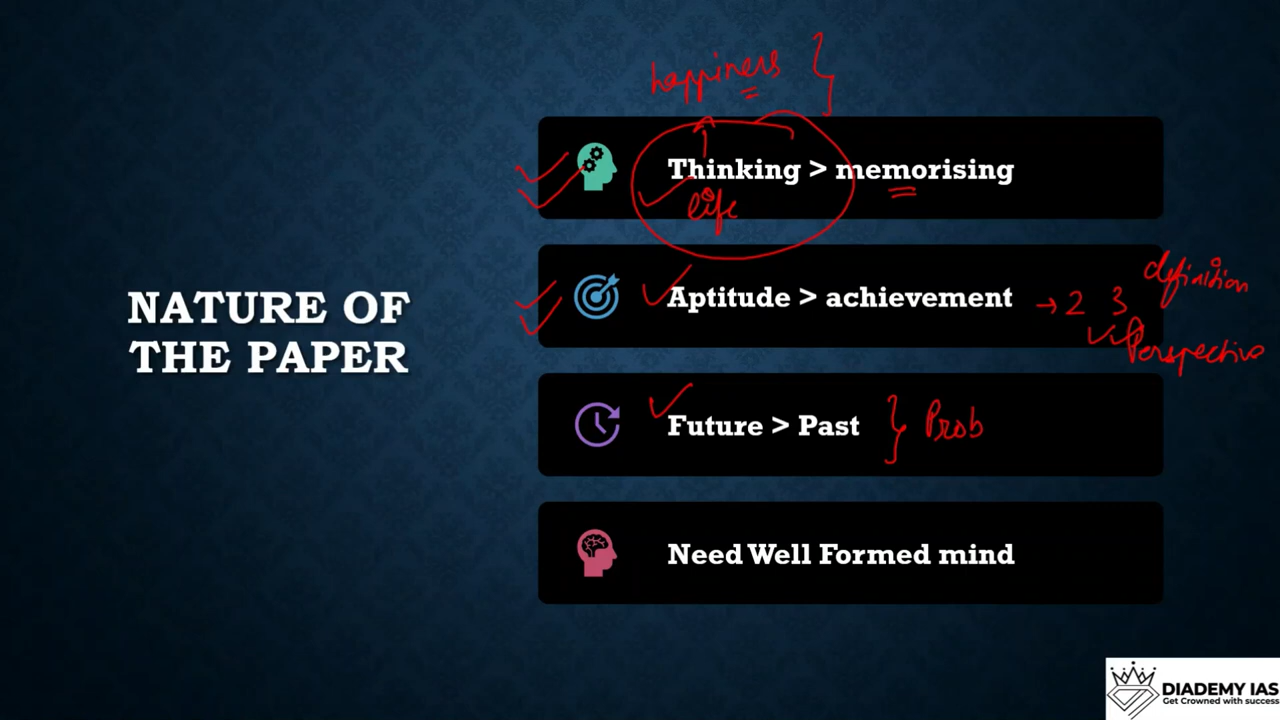 happiness
Thinking > memorising
life
NATURE OF
THE PAPER
Aptitude > achievement
→ 2 3
definition
Perspective
Future > Past
Prob
Need Well Formed mind
DIADEMY IAS
Get Crowned with success